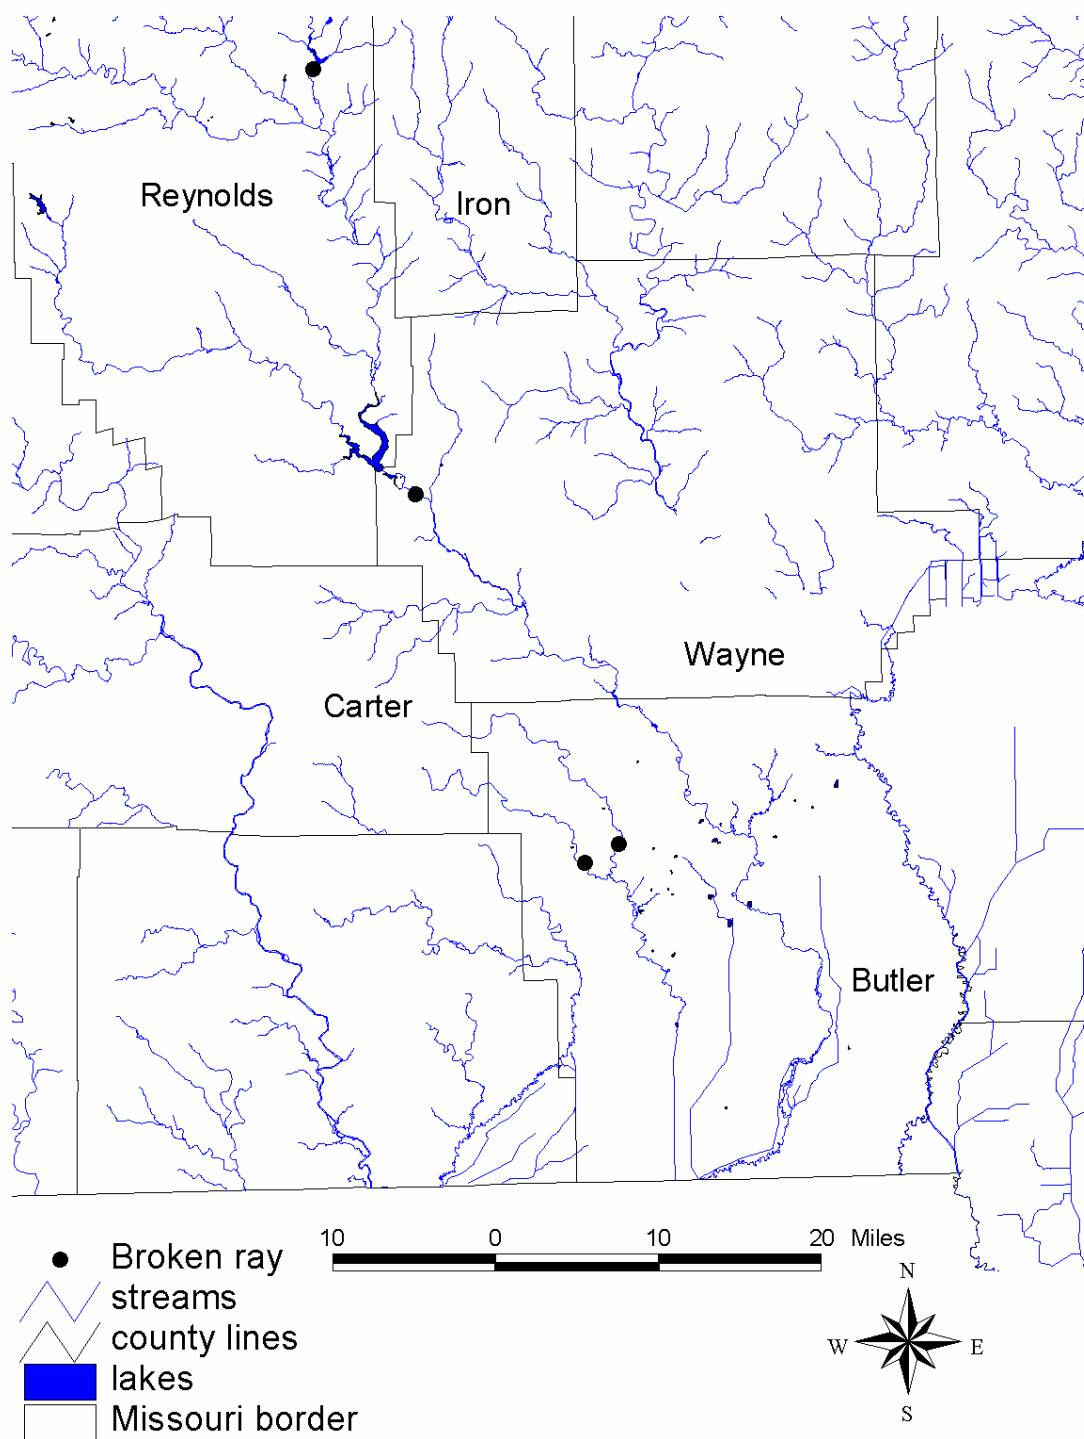 Reynolds
Iron
Wayne
Carter
Butler
10 0 10 20 Miles
Broken ray
streams
county lines
lakes
Missouri border
N
W E
S